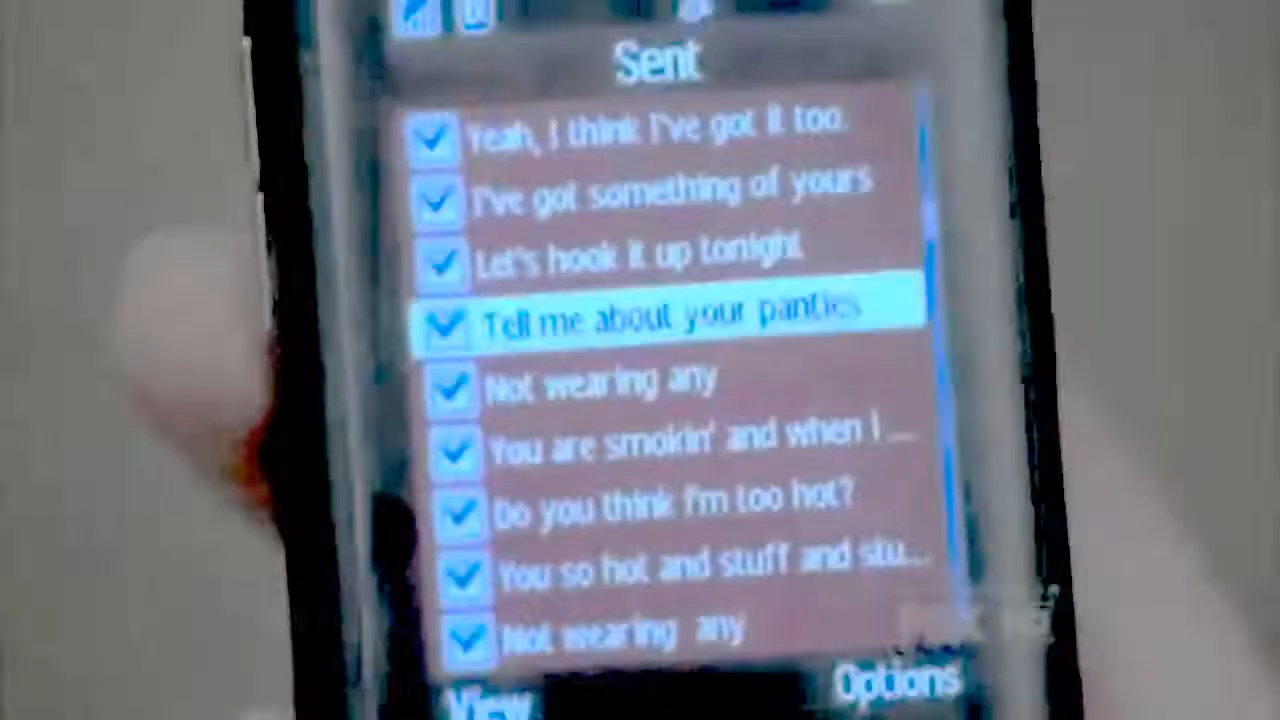 Sent
Yeah, I think I've got it too.
I've got something of yours
Let's hook it up tonight
Tell me about your panties
Not wearing any
You are smokin' and when I ...
Do you think I'm too hot?
You so hot and stuff and stu...
Not wearing any
View
Options